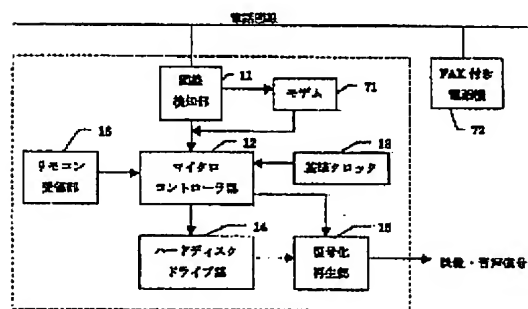 電話回線
11
回線
検知部
71
モデム
FAX付き
電話機
72
16
リモコン
受信部
12
マイクロ
コントローラ部
13
基準クロック
14
ハードディスク
ドライブ部
15
再生部
映像・音声信号